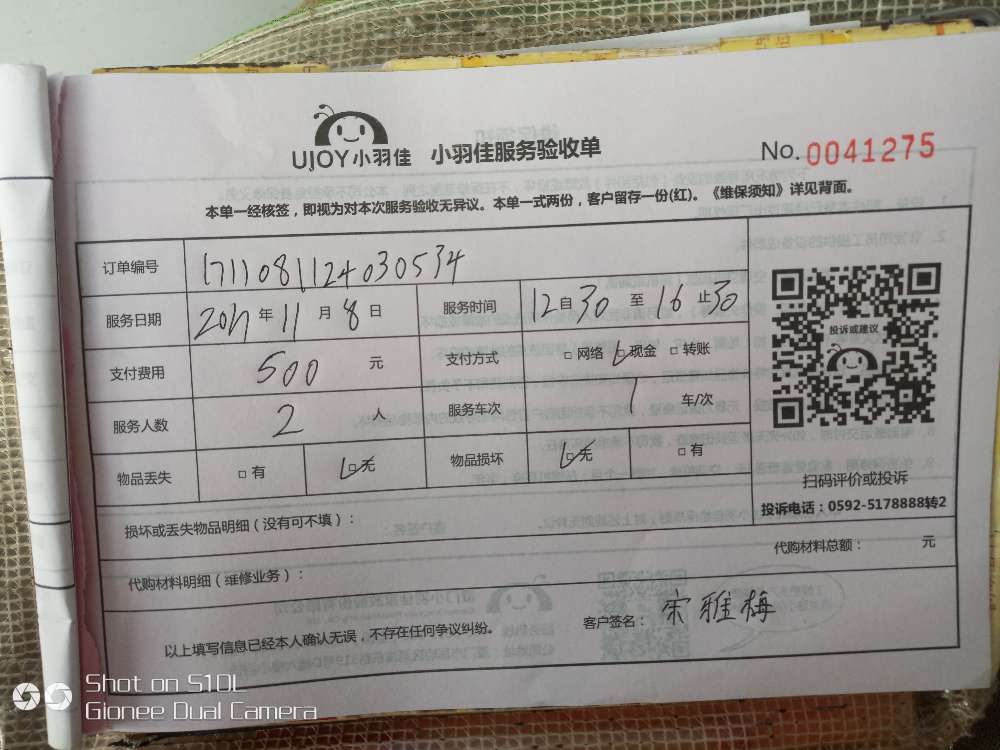 UJOY小羽佳 小羽佳服务验收单 No. 0041275
本单一经核签，即视为对本次服务验收无异议。本单一式两份，客户留存一份(红)。《维保须知》详见背面。
订单编号 1711081124030534
服务日期 2017年11月8日 服务时间 12自30至16止30
支付费用 500 元 支付方式 □ 网络 ☑ 现金 □ 转账
服务人数 2 人 服务车次 1 车/次
物品丢失 □ 有 ☑ 无 物品损坏 ☑ 无 □ 有
投诉或建议
扫码评价或投诉
投诉电话：0592-5178888转2
损坏或丢失物品明细（没有可不填）：
代购材料明细（维修业务）： 代购材料总额： 元
以上填写信息已经本人确认无误，不存在任何争议纠纷。 客户签名：宋雅梅
Shot on S10L
Gionee Dual Camera